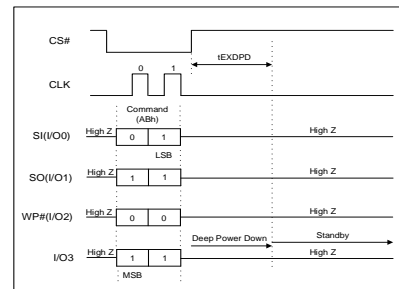 CS#
tEXDPD
0 1
CLK
Command
(ABh)
SI(I/O0) High Z 0 1 High Z
LSB
SO(I/O1) High Z 1 1 High Z
WP#(I/O2) High Z 0 0 High Z
Deep Power Down Standby
I/O3 High Z 1 1 High Z
MSB